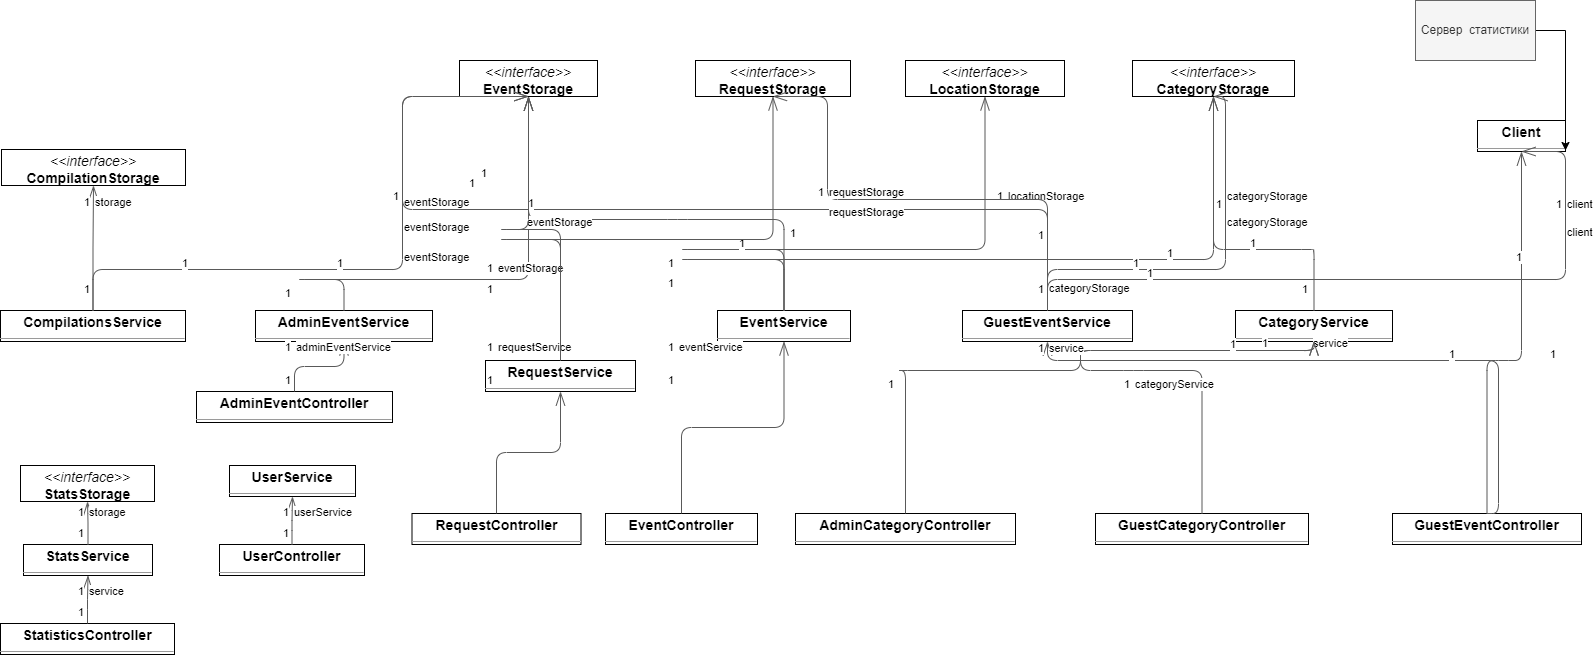 Сервер статистики
<<interface>>
EventStorage
<<interface>>
RequestStorage
<<interface>>
LocationStorage
<<interface>>
CategoryStorage
Client
<<interface>>
CompilationStorage
1
1
1 storage
1
eventStorage
1
1 requestStorage
requestStorage
1 locationStorage
1
categoryStorage
categoryStorage
1 client
client
eventStorage
eventStorage
eventStorage
1
1
1
1
1
1
1
1
1
1
1 eventStorage
1
1
1
1
1
1
1
1 categoryStorage
1
CompilationsService
AdminEventService
EventService
GuestEventService
CategoryService
1 adminEventService
1 requestService
1 eventService
1 service
1
1
service
1
1
RequestService
1
1
1
1
1 categoryService
AdminEventController
<<interface>>
StatsStorage
UserService
1 storage
1 userService
1
1
RequestController
EventController
AdminCategoryController
GuestCategoryController
GuestEventController
StatsService
UserController
1 service
1
StatisticsController